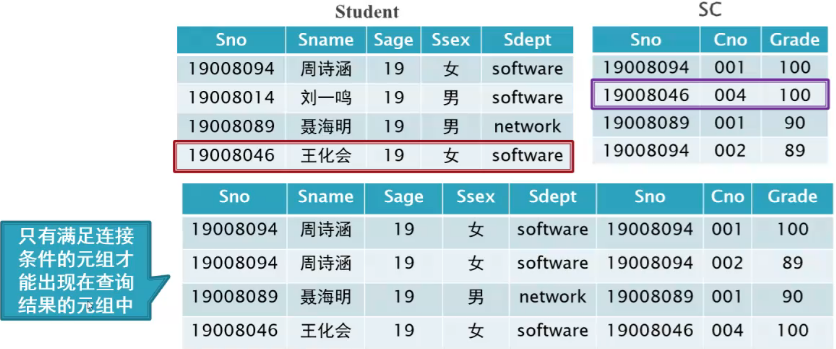 Student
Sno Sname Sage Ssex Sdept
19008094 周诗涵 19 女 software
19008014 刘一鸣 19 男 software
19008089 聂海明 19 男 network
19008046 王化会 19 女 software
SC
Sno Cno Grade
19008094 001 100
19008046 004 100
19008089 001 90
19008094 002 89
只有满足连接
条件的元组才
能出现在查询
结果的元组中
Sno Sname Sage Ssex Sdept Sno Cno Grade
19008094 周诗涵 19 女 software 19008094 001 100
19008094 周诗涵 19 女 software 19008094 002 89
19008089 聂海明 19 男 network 19008089 001 90
19008046 王化会 19 女 software 19008046 004 100